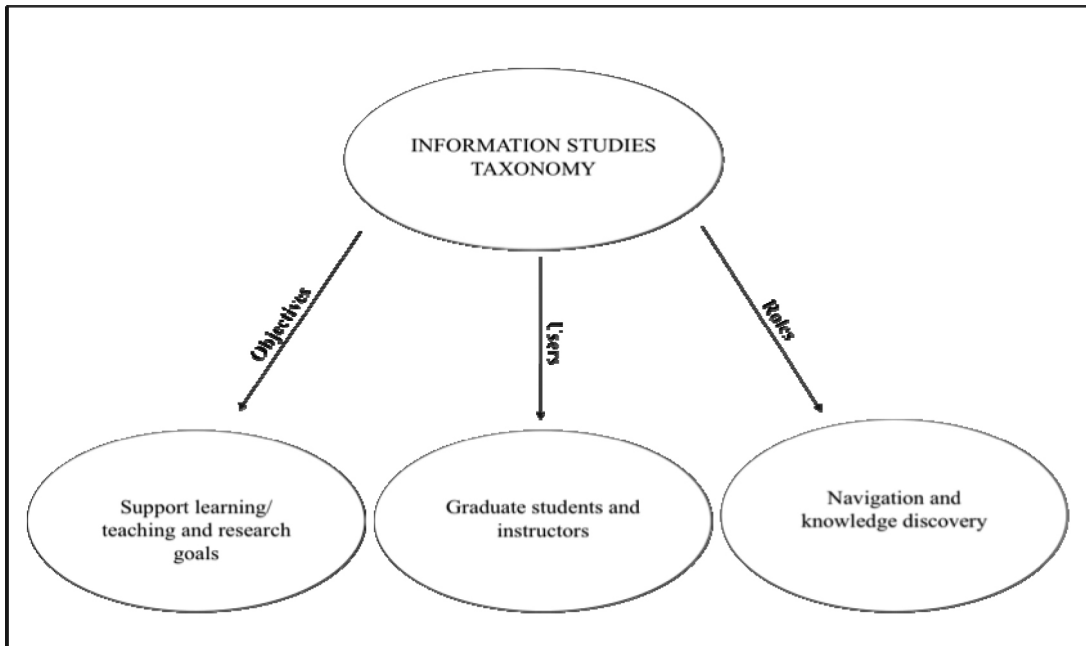 INFORMATION STUDIES
TAXONOMY
Objectives
Users
Roles
Support learning/
teaching and research
goals
Graduate students and
instructors
Navigation and
knowledge discovery